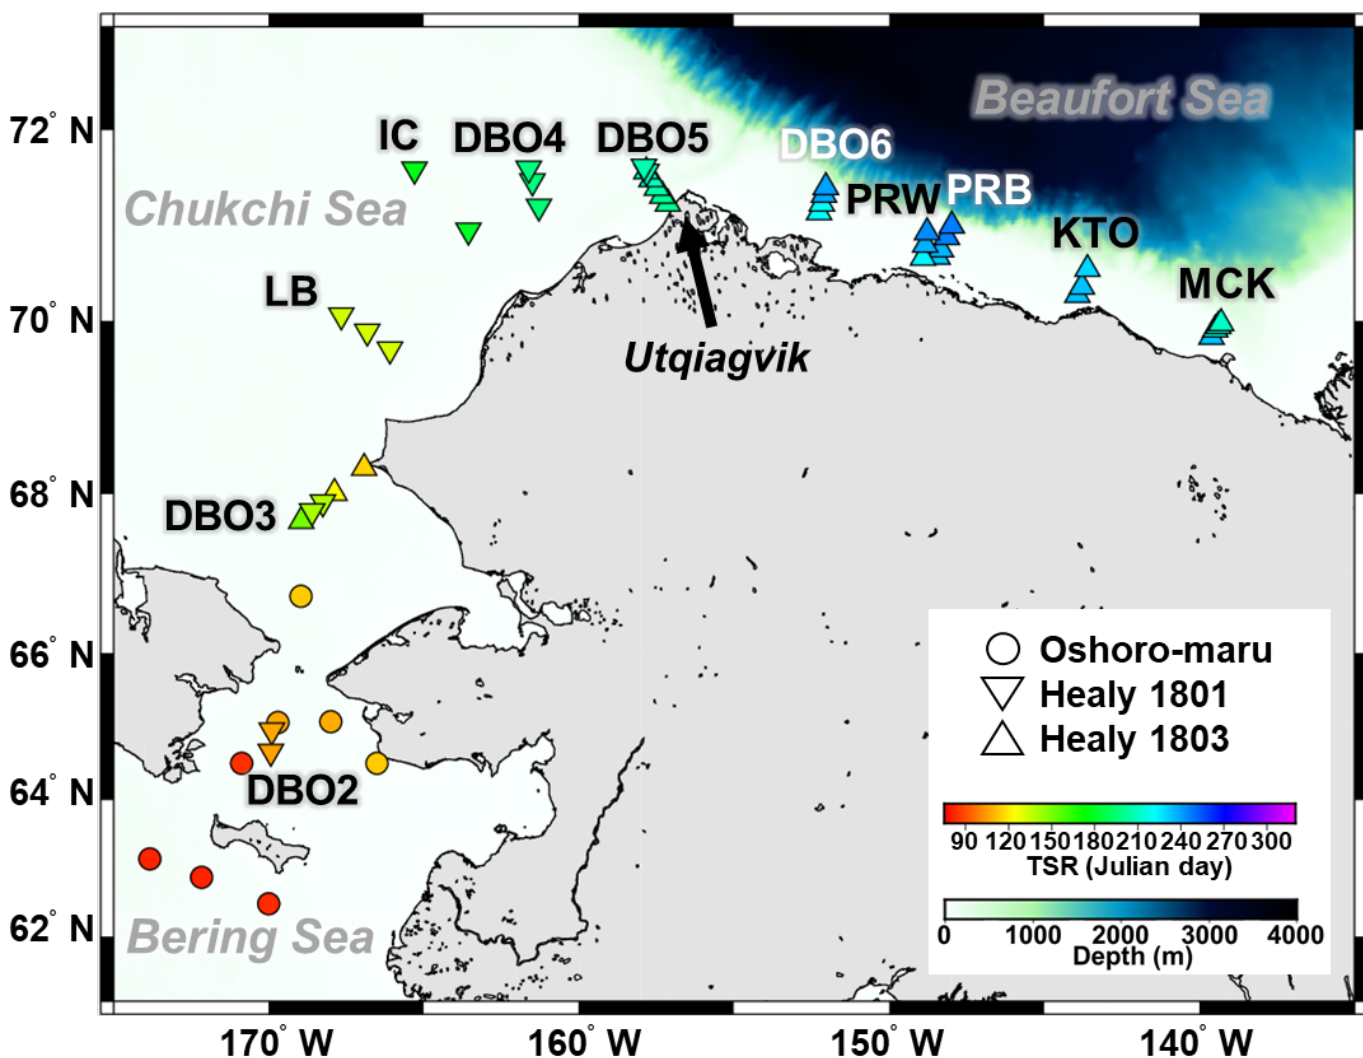 Beaufort Sea
72° N
IC
DBO4
DBO5
DBO6
Chukchi Sea
PRW
PRB
KTO
MCK
LB
70° N
Utqiagvik
68° N
DBO3
66° N
Oshoro-maru
Healy 1801
Healy 1803
64° N
DBO2
90 120 150 180 210 240 270 300
TSR (Julian day)
62° N
Bering Sea
0 1000 2000 3000 4000
Depth (m)
170° W
160° W
150° W
140° W